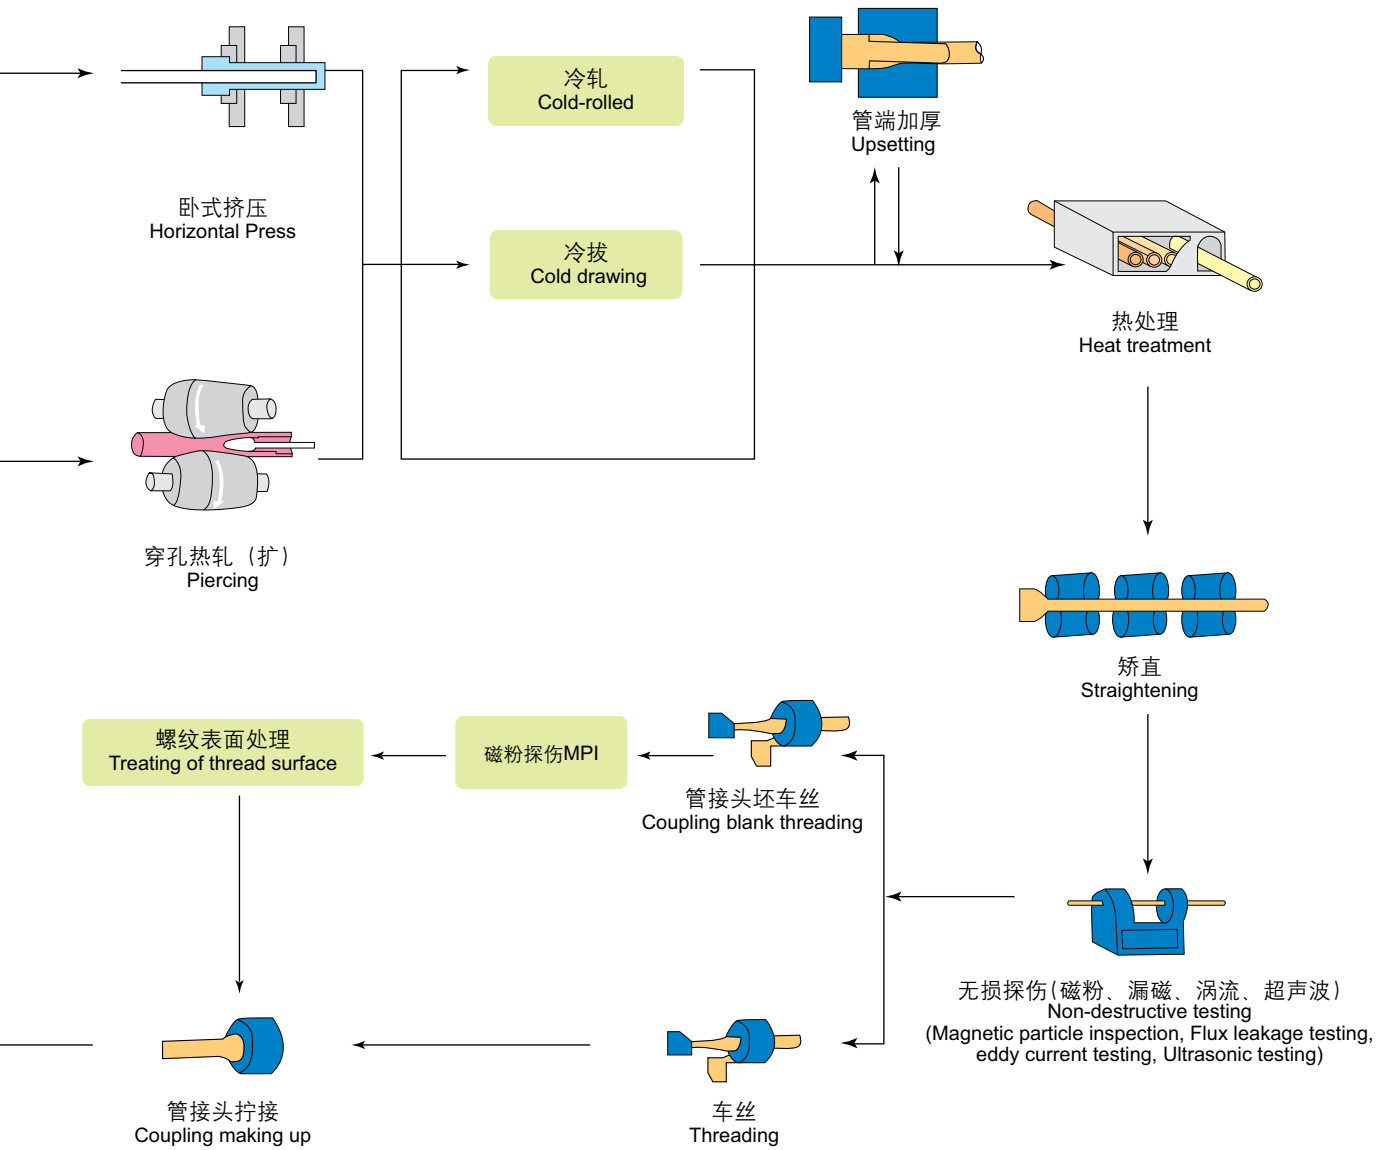 冷轧
Cold-rolled
管端加厚
Upsetting
卧式挤压
Horizontal Press
冷拔
Cold drawing
热处理
Heat treatment
穿孔热轧（扩）
Piercing
矫直
Straightening
螺纹表面处理
Treating of thread surface
磁粉探伤MPI
管接头坯车丝
Coupling blank threading
无损探伤(磁粉、漏磁、涡流、超声波)
Non-destructive testing
(Magnetic particle inspection, Flux leakage testing,
eddy current testing, Ultrasonic testing)
管接头拧接
Coupling making up
车丝
Threading